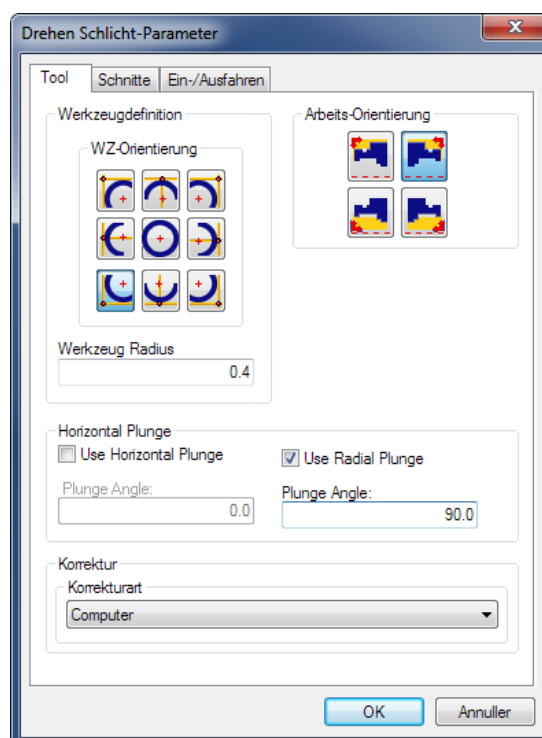 Drehen Schlicht-Parameter
Tool Schnitte Ein-/Ausfahren
Werkzeugdefinition
WZ-Orientierung
Arbeits-Orientierung
Werkzeug Radius
0.4
Horizontal Plunge
Use Horizontal Plunge
Use Radial Plunge
Plunge Angle:
0.0
Plunge Angle:
90.0
Korrektur
Korrekturart
Computer
OK Annuller